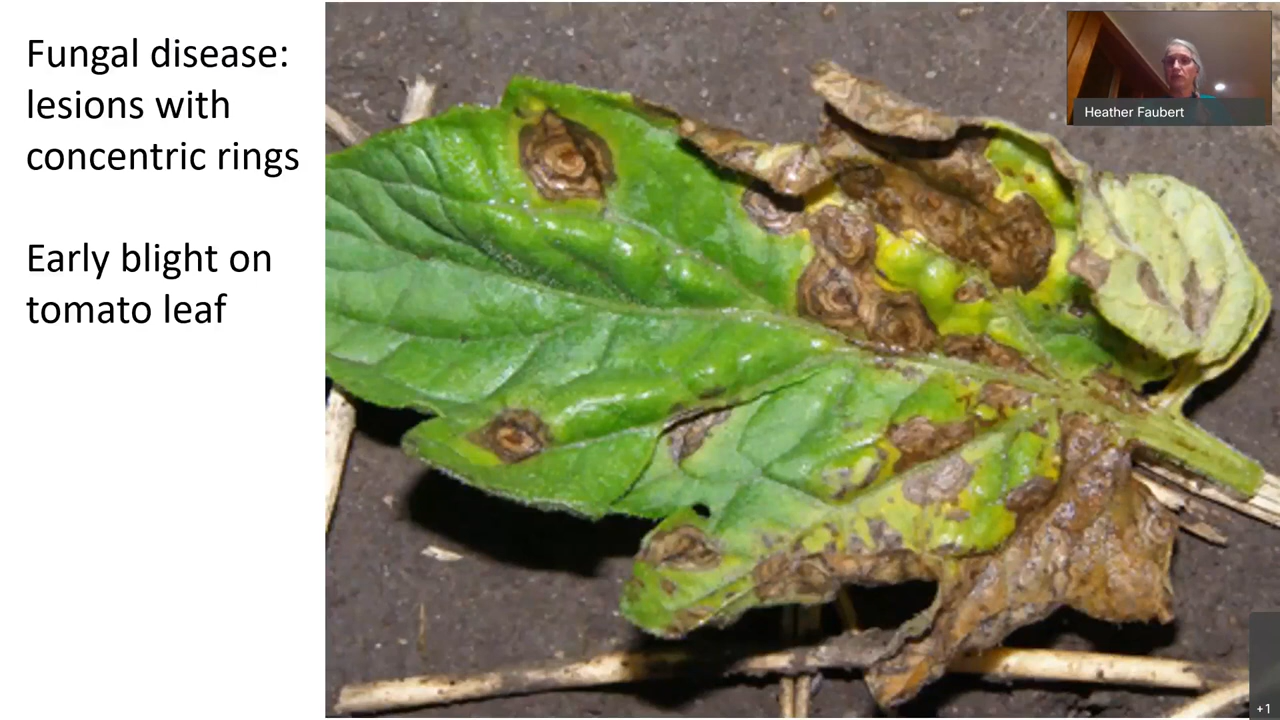 Fungal disease:
lesions with
concentric rings
Early blight on
tomato leaf
Heather Faubert
+1